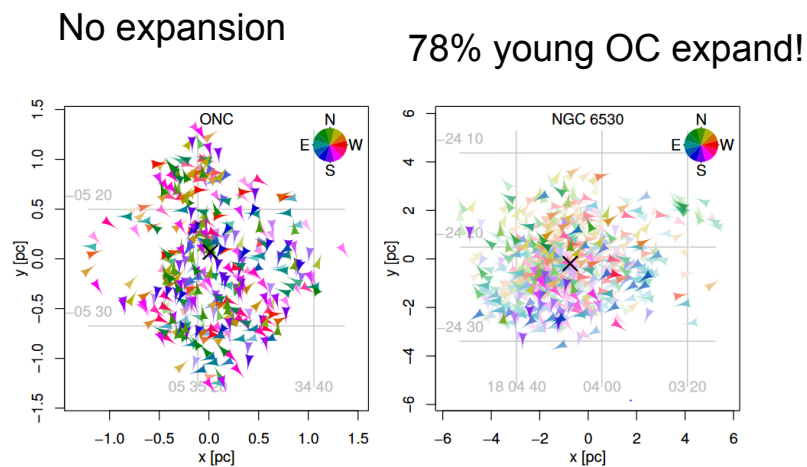 No expansion
78% young OC expand!
ONC
N
E
W
S
-05 20
-05 30
05 35 20
34 40
1.5
1.0
0.5
0.0
-0.5
-1.0
-1.5
y [pc]
-1.0
-0.5
0.0
0.5
1.0
1.5
x [pc]
NGC 6530
N
E
W
S
-24 10
-24 30
18 04 40
04 00
03 20
6
4
2
0
-2
-4
-6
y [pc]
-6
-4
-2
0
2
4
6
x [pc]